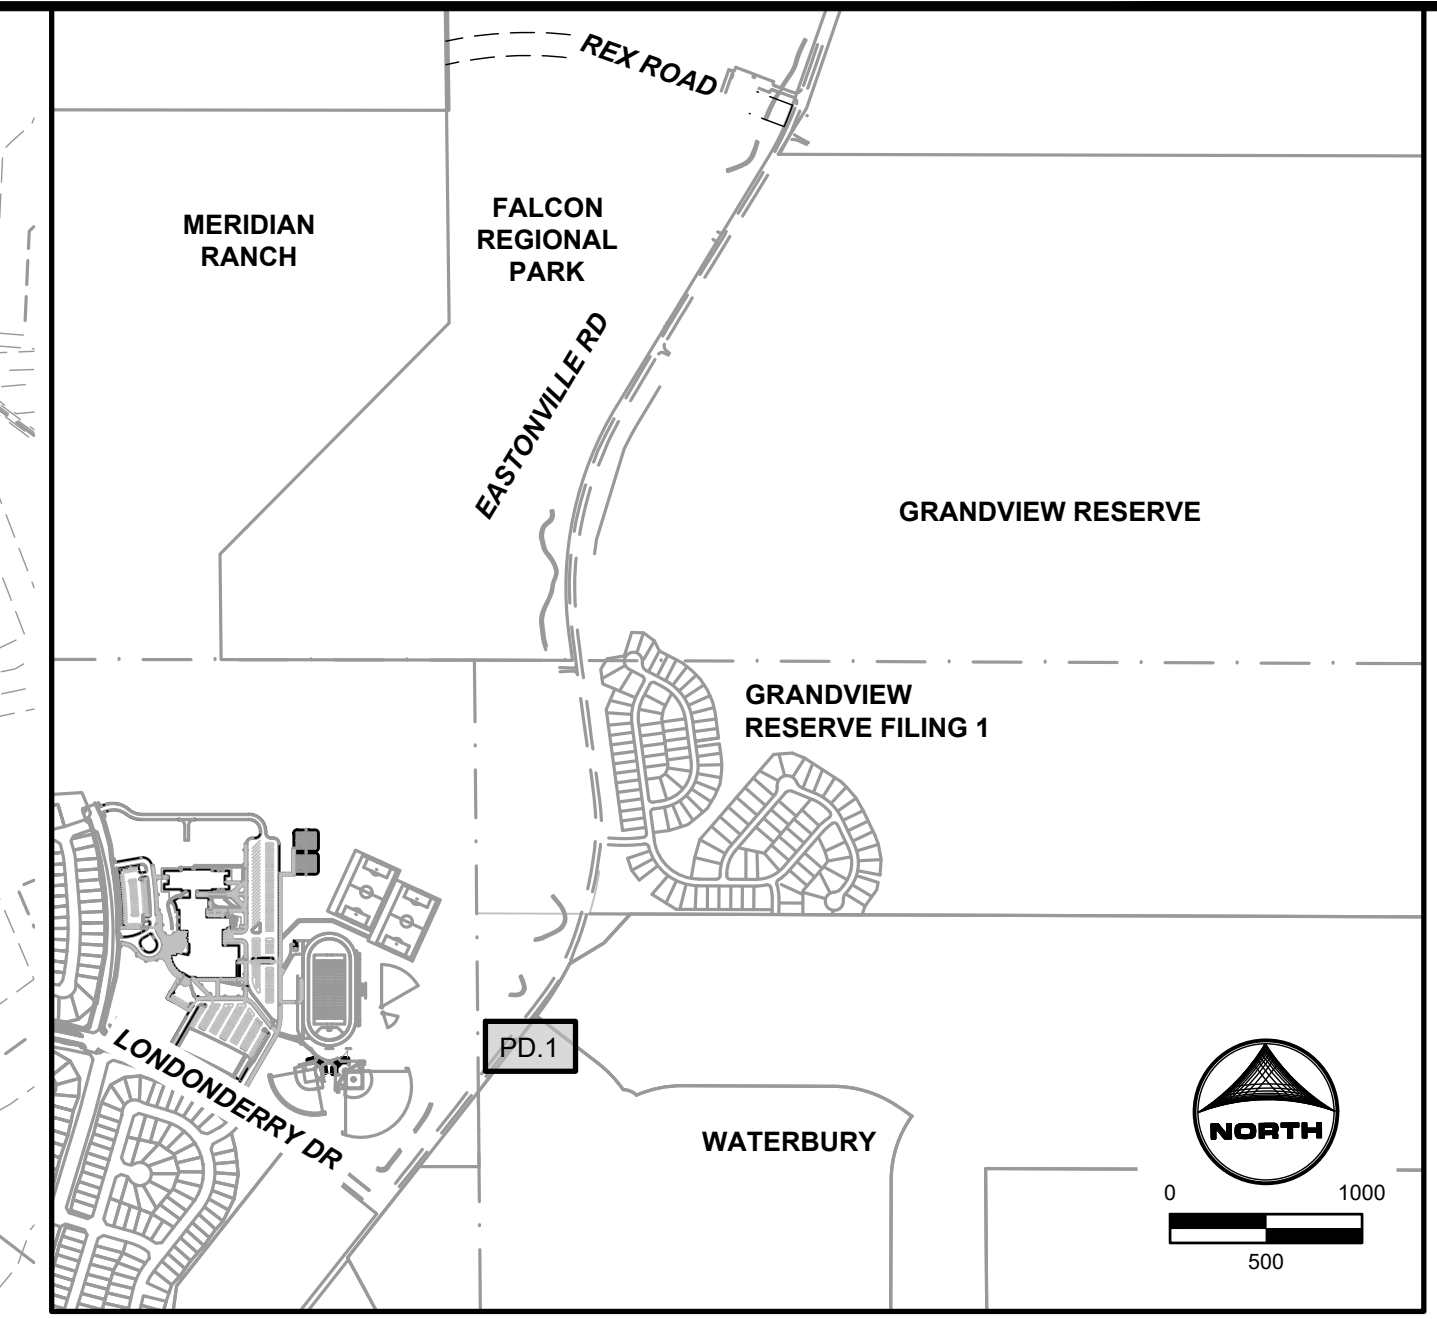 REX ROAD
MERIDIAN
RANCH
FALCON
REGIONAL
PARK
EASTONVILLE RD
GRANDVIEW RESERVE
GRANDVIEW
RESERVE FILING 1
PD.1
LONDONDERRY DR
WATERBURY
NORTH
0 1000
500